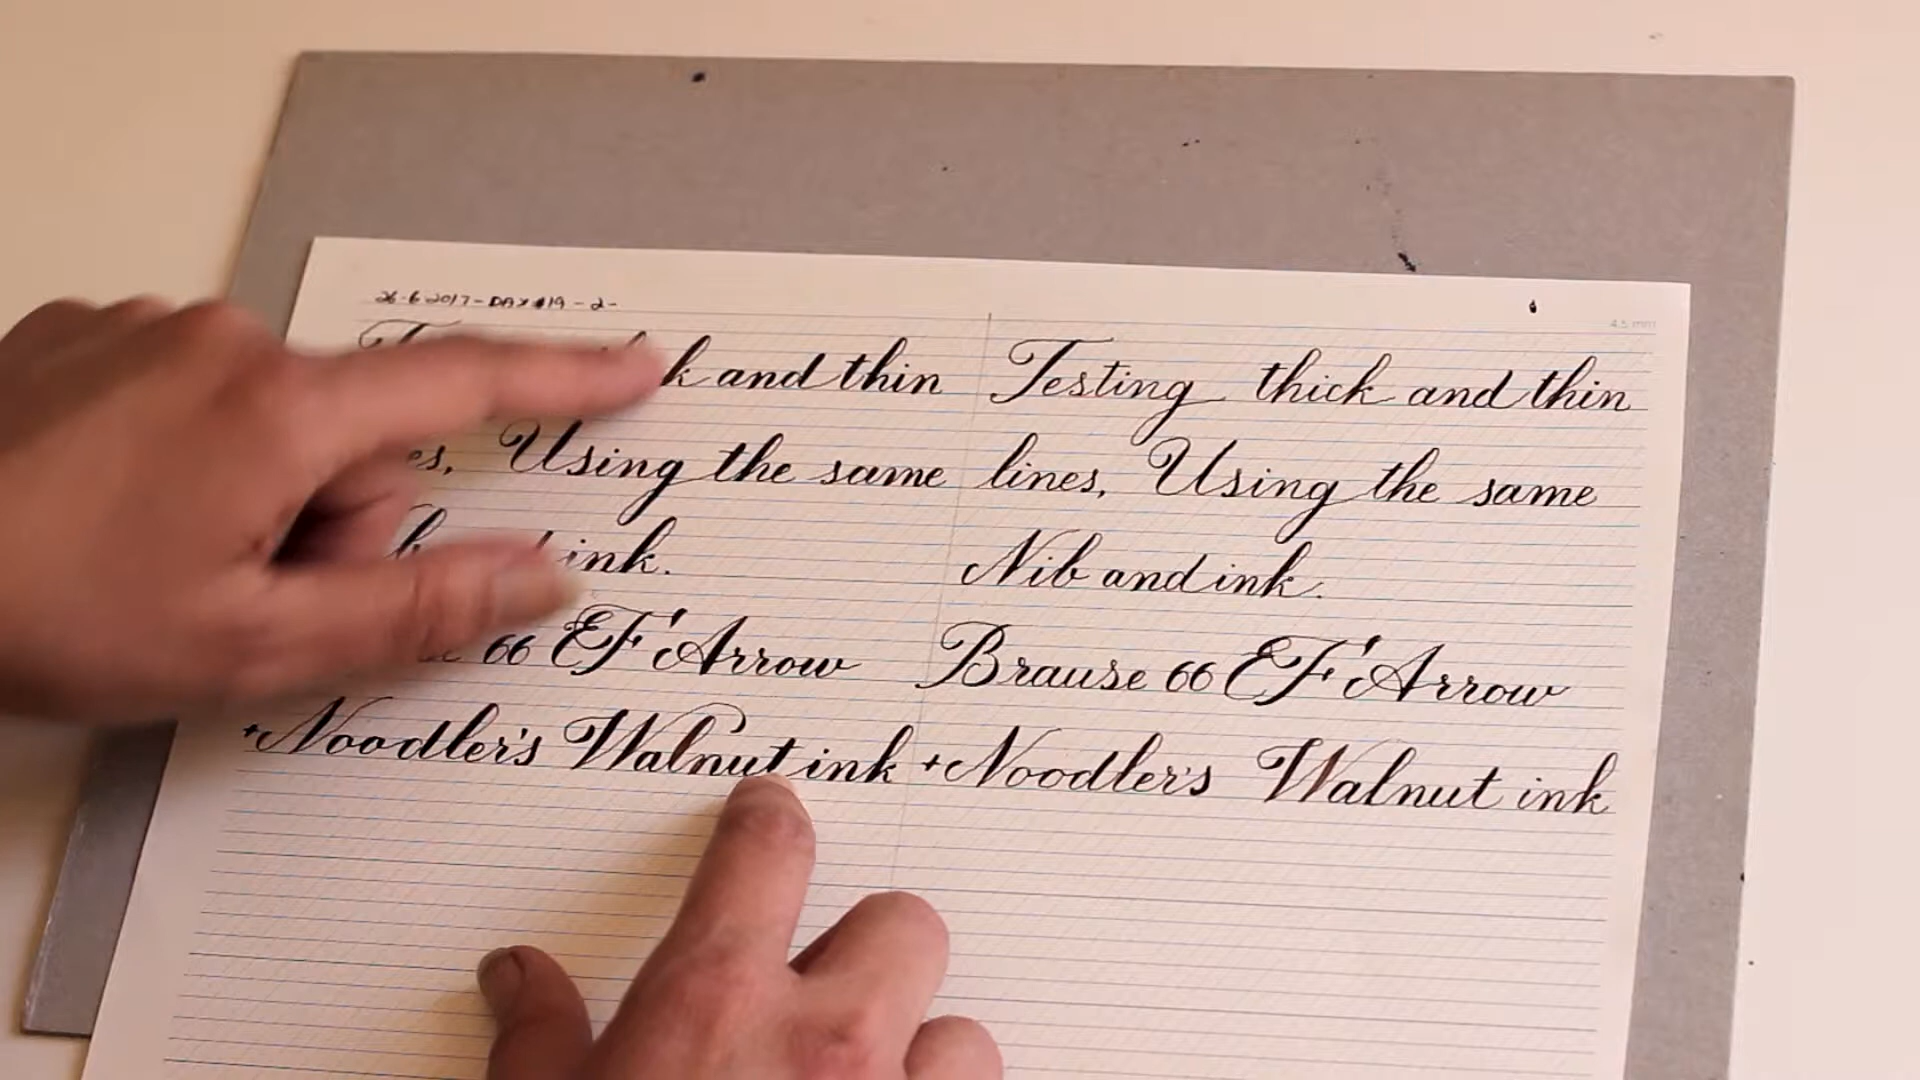 26-6-2017-DAY #19 -2-
4.5 mm
and thin Testing thick and thin
Using the same lines, Using the same
ink. Nib and ink.
66 EF 'Arrow Brause 66 EF 'Arrow
+Noodler's Walnut ink +Noodler's Walnut ink